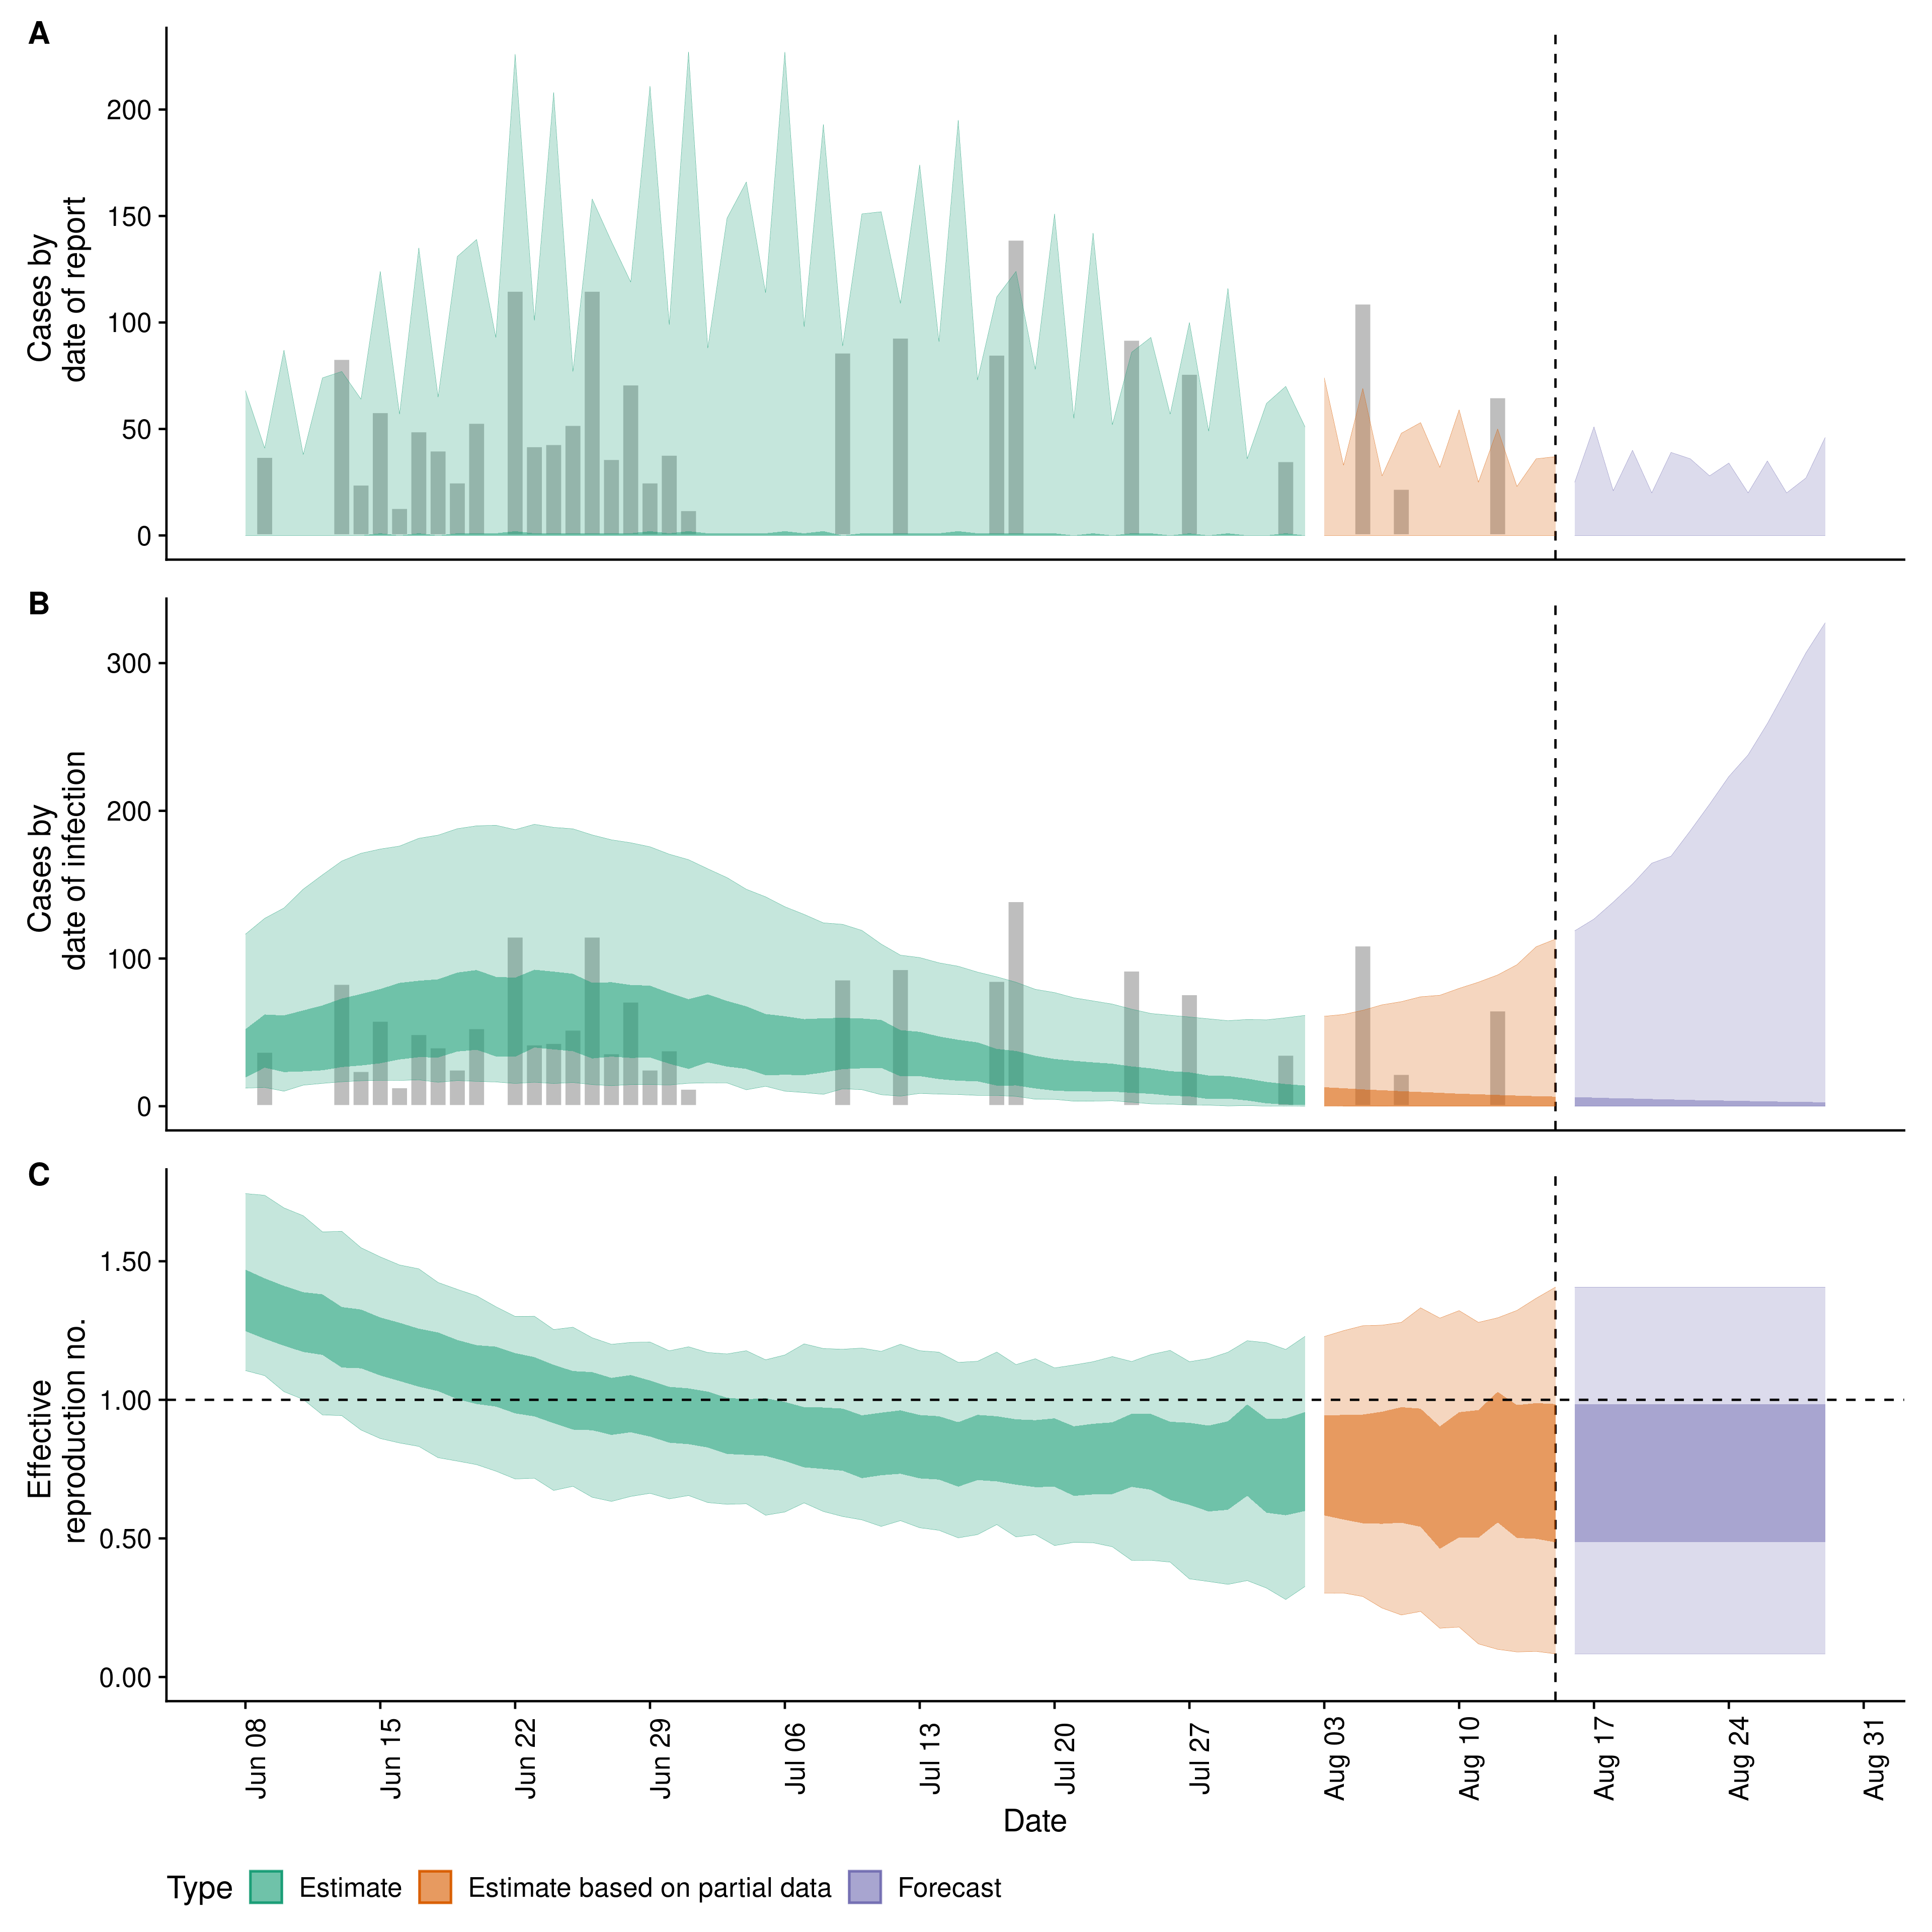 A
Cases by
date of report
200
150
100
50
0
B
Cases by
date of infection
300
200
100
0
C
Effective
reproduction no.
1.50
1.00
0.50
0.00
Jun 08
Jun 15
Jun 22
Jun 29
Jul 06
Jul 13
Jul 20
Jul 27
Aug 03
Aug 10
Aug 17
Aug 24
Aug 31
Date
Type Estimate Estimate based on partial data Forecast